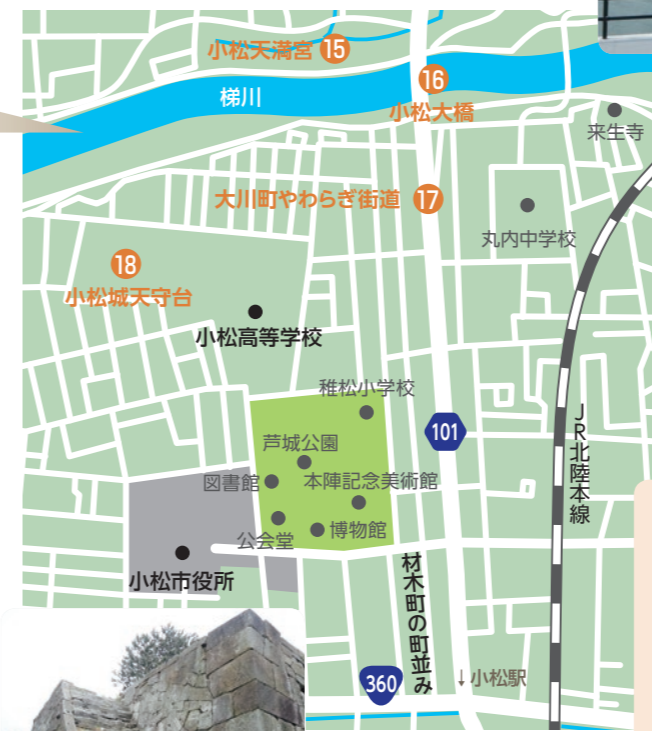 小松天満宮 15
16
梯川
小松大橋
来生寺
大川町やわらぎ街道 17
丸内中学校
18
小松城天守台
小松高等学校
稚松小学校
101
JR北陸本線
芦城公園
図書館
本陣記念美術館
公会堂
博物館
小松市役所
材木町の町並み
360
↓小松駅